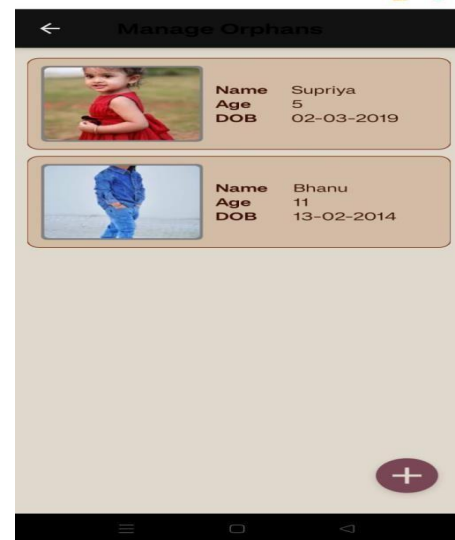 Manage Orphans
Name Supriya
Age 5
DOB 02-03-2019
Name Bhanu
Age 11
DOB 13-02-2014